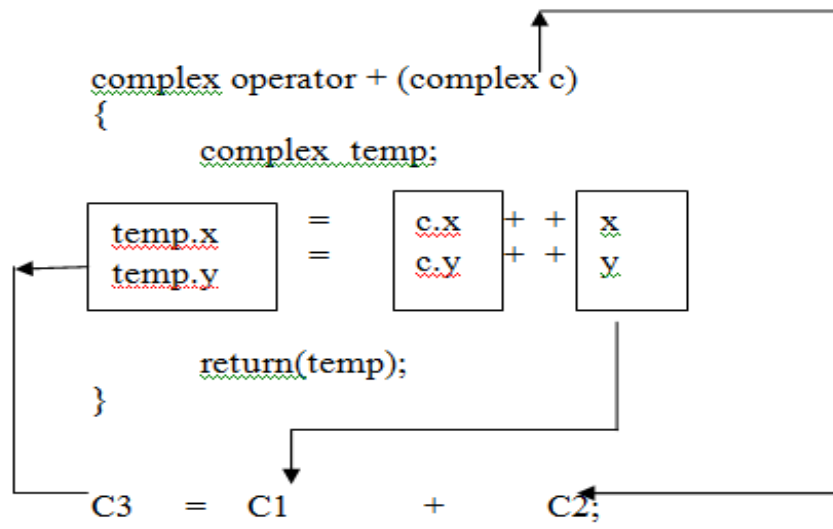 complex operator + (complex c)
{
complex temp;
temp.x = c.x + + x
temp.y = c.y + + y
return(temp);
}
C3 = C1 + C2;